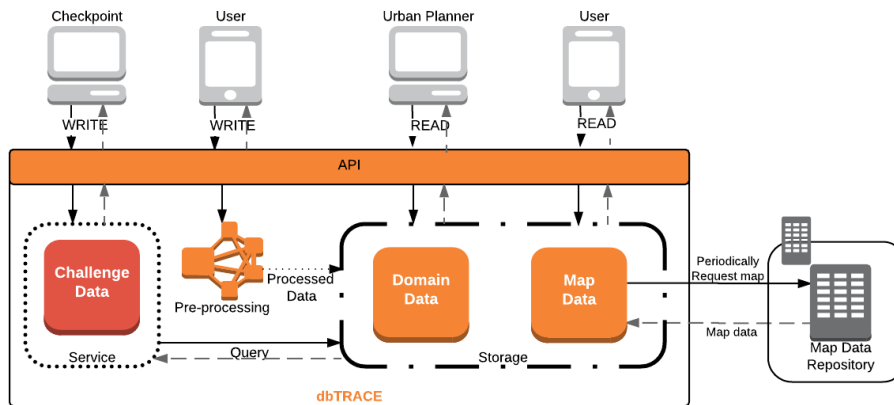 Checkpoint
User
Urban Planner
User
WRITE
WRITE
READ
READ
API
Challenge
Data
Service
Pre-processing
Processed
Data
Domain
Data
Map
Data
Storage
Query
Periodically
Request map
Map data
Map Data
Repository
dbTRACE